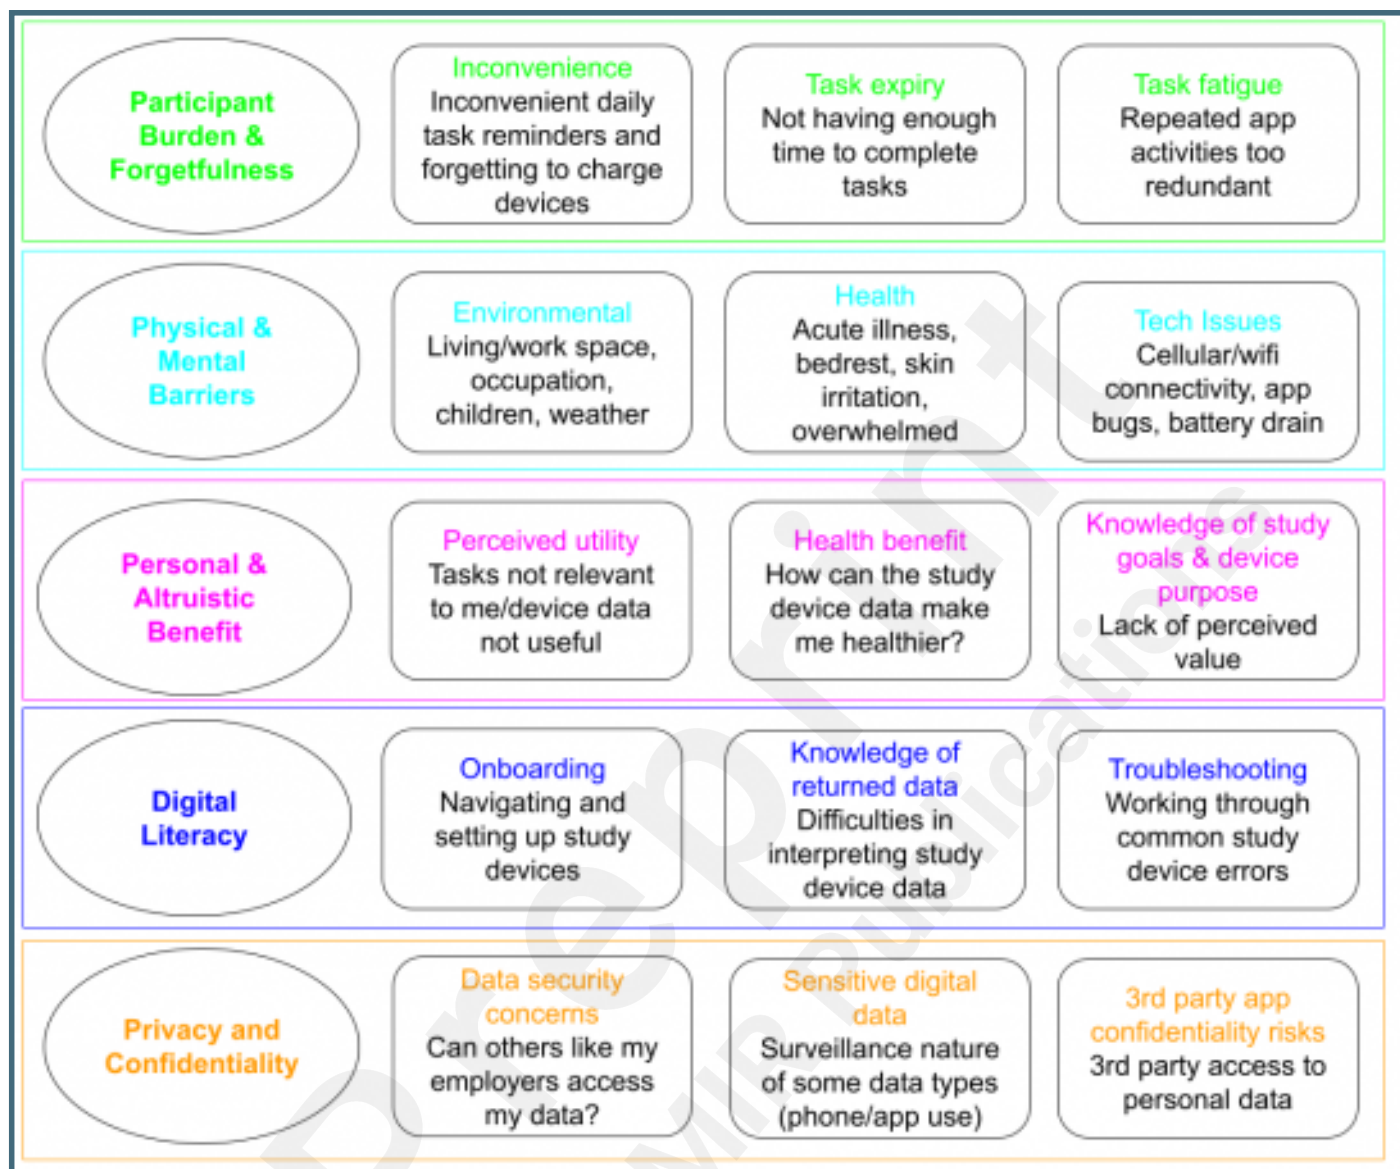 Participant
Burden &
Forgetfulness
Inconvenience
Inconvenient daily
task reminders and
forgetting to charge
devices
Task expiry
Not having enough
time to complete
tasks
Task fatigue
Repeated app
activities too
redundant
Physical &
Mental
Barriers
Environmental
Living/work space,
occupation,
children, weather
Health
Acute illness,
bedrest, skin
irritation,
overwhelmed
Tech Issues
Cellular/wifi
connectivity, app
bugs, battery drain
Personal &
Altruistic
Benefit
Perceived utility
Tasks not relevant
to me/device data
not useful
Health benefit
How can the study
device data make
me healthier?
Knowledge of study
goals & device
purpose
Lack of perceived
value
Digital
Literacy
Onboarding
Navigating and
setting up study
devices
Knowledge of
returned data
Difficulties in
interpreting study
device data
Troubleshooting
Working through
common study
device errors
Privacy and
Confidentiality
Data security
concerns
Can others like my
employers access
my data?
Sensitive digital
data
Surveillance nature
of some data types
(phone/app use)
3rd party app
confidentiality risks
3rd party access to
personal data
Preprint
MIR Publications